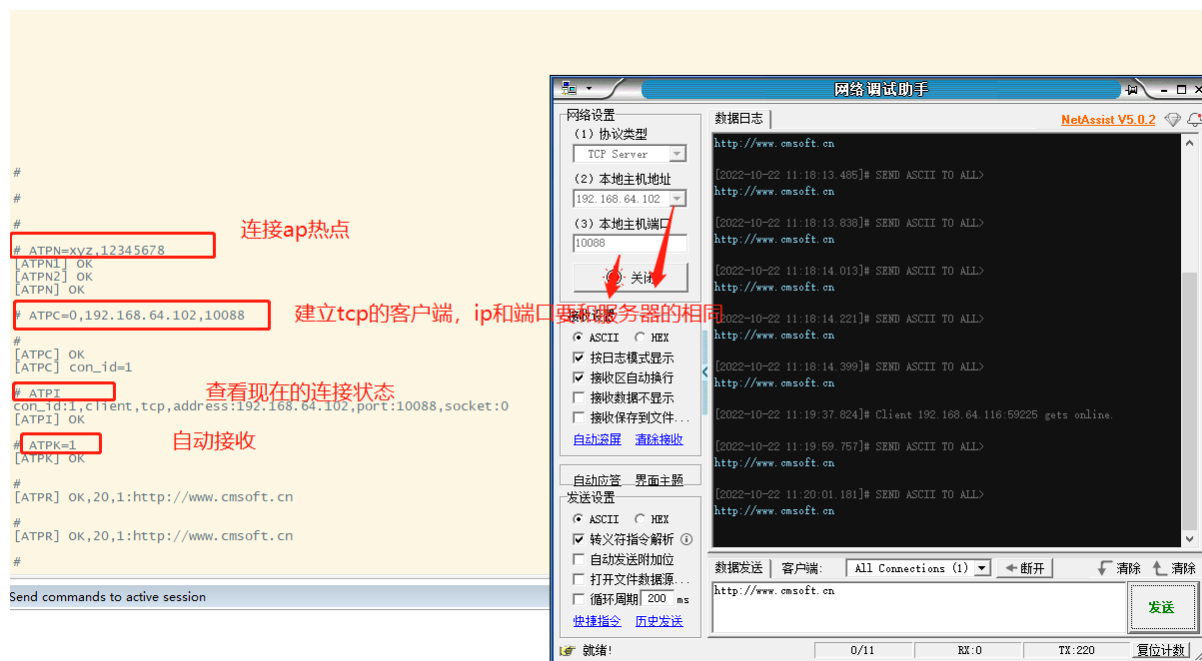 #
#
#
# ATPN=xyz,12345678
连接ap热点
[ATPN1] OK
[ATPN2] OK
[ATPN] OK
# ATPC=0,192.168.64.102,10088
建立tcp的客户端，ip和端口要和服务器的相同
#
[ATPC] OK
[ATPC] con_id=1
# ATPI
查看现在的连接状态
con_id:1,client,tcp,address:192.168.64.102,port:10088,socket:0
[ATPI] OK
# ATPK=1
自动接收
[ATPK] OK
#
[ATPR] OK,20,1:http://www.cmsoft.cn
#
[ATPR] OK,20,1:http://www.cmsoft.cn
#
Send commands to active session
网络调试助手
网络设置
(1) 协议类型
TCP Server
(2) 本地主机地址
192.168.64.102
(3) 本地主机端口
10088
关闭
接收设置
ASCII HEX
按日志模式显示
接收区自动换行
接收数据不显示
接收保存到文件...
自动滚屏 清除接收
自动应答 界面主题
发送设置
ASCII HEX
转义符指令解析
自动发送附加位
打开文件数据源...
循环周期 200 ms
快捷指令 历史发送
数据日志
NetAssist V5.0.2
http://www.cmsoft.cn
[2022-10-22 11:18:13.485]# SEND ASCII TO ALL>
http://www.cmsoft.cn
[2022-10-22 11:18:13.838]# SEND ASCII TO ALL>
http://www.cmsoft.cn
[2022-10-22 11:18:14.013]# SEND ASCII TO ALL>
http://www.cmsoft.cn
[2022-10-22 11:18:14.221]# SEND ASCII TO ALL>
http://www.cmsoft.cn
[2022-10-22 11:18:14.399]# SEND ASCII TO ALL>
http://www.cmsoft.cn
[2022-10-22 11:19:37.824]# Client 192.168.64.116:59225 gets online.
[2022-10-22 11:19:59.757]# SEND ASCII TO ALL>
http://www.cmsoft.cn
[2022-10-22 11:20:01.181]# SEND ASCII TO ALL>
http://www.cmsoft.cn
数据发送 客户端: All Connections (1) 断开 清除 清除
http://www.cmsoft.cn
发送
就绪! 0/11 RX:0 TX:220 复位计数